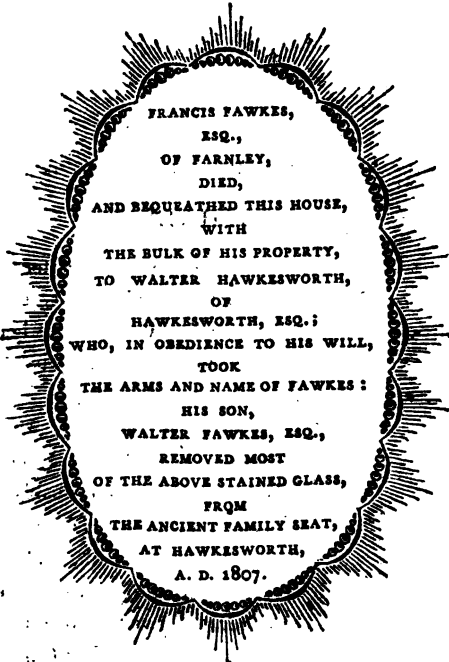 FRANCIS FAWKES,
ESQ.,
OF FARNLEY,
DIED,
AND BEQUEATHED THIS HOUSE,
WITH
THE BULK OF HIS PROPERTY,
TO WALTER HAWKESWORTH,
OF
HAWKESWORTH, ESQ.;
WHO, IN OBEDIENCE TO HIS WILL,
TOOK
THE ARMS AND NAME OF FAWKES:
HIS SON,
WALTER FAWKES, ESQ.,
REMOVED MOST
OF THE ABOVE STAINED GLASS,
FROM
THE ANCIENT FAMILY SEAT,
AT HAWKESWORTH,
A. D. 1807.